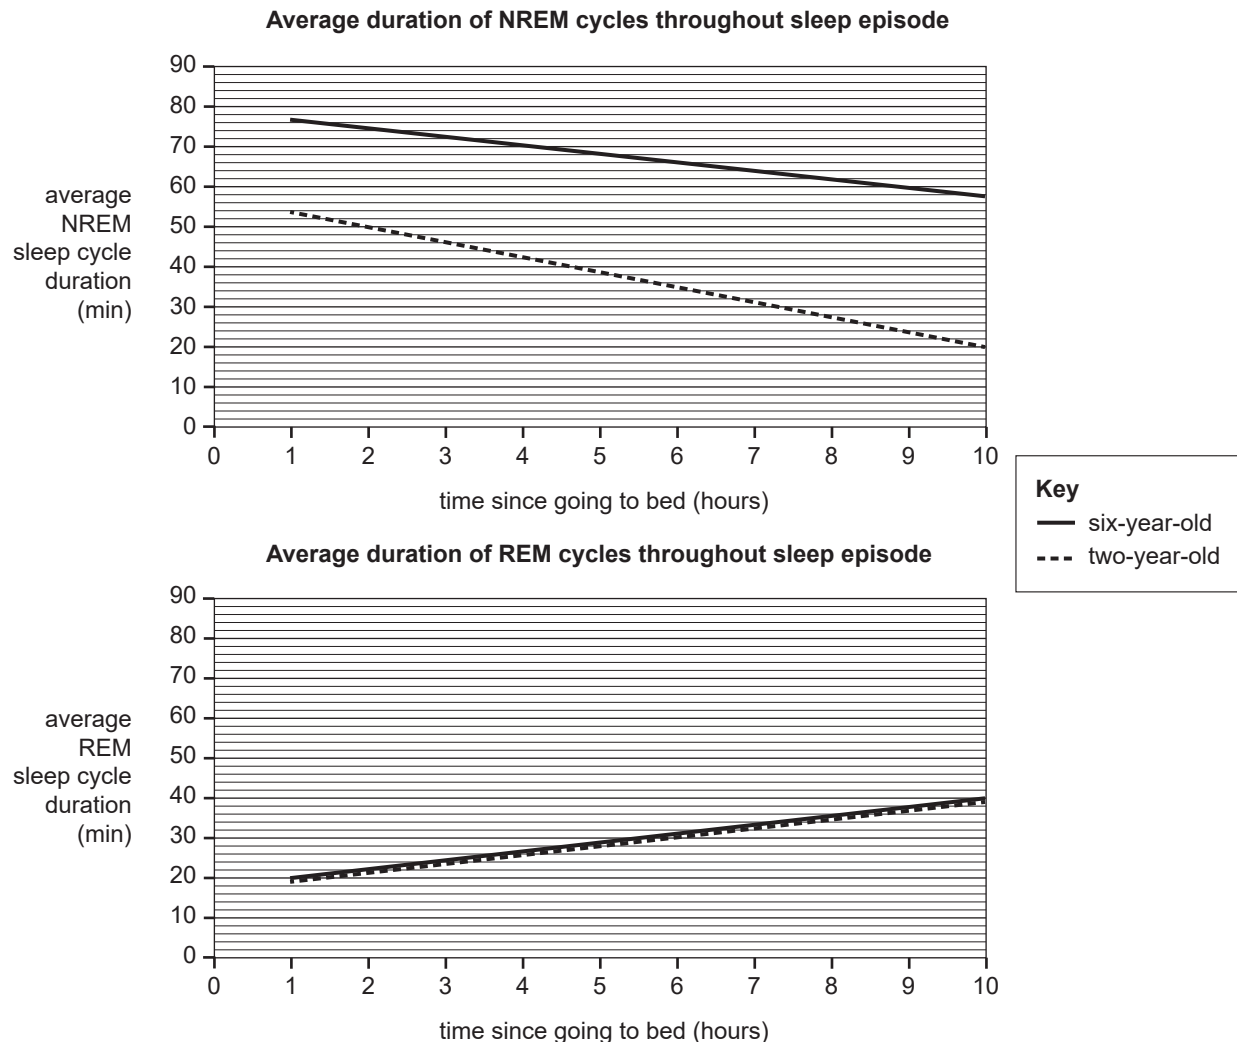 Average duration of NREM cycles throughout sleep episode
90
80
70
60
50
40
30
20
10
0
average
NREM
sleep cycle
duration
(min)
0 1 2 3 4 5 6 7 8 9 10
time since going to bed (hours)
Key
six-year-old
two-year-old
Average duration of REM cycles throughout sleep episode
90
80
70
60
50
40
30
20
10
0
average
REM
sleep cycle
duration
(min)
0 1 2 3 4 5 6 7 8 9 10
time since going to bed (hours)